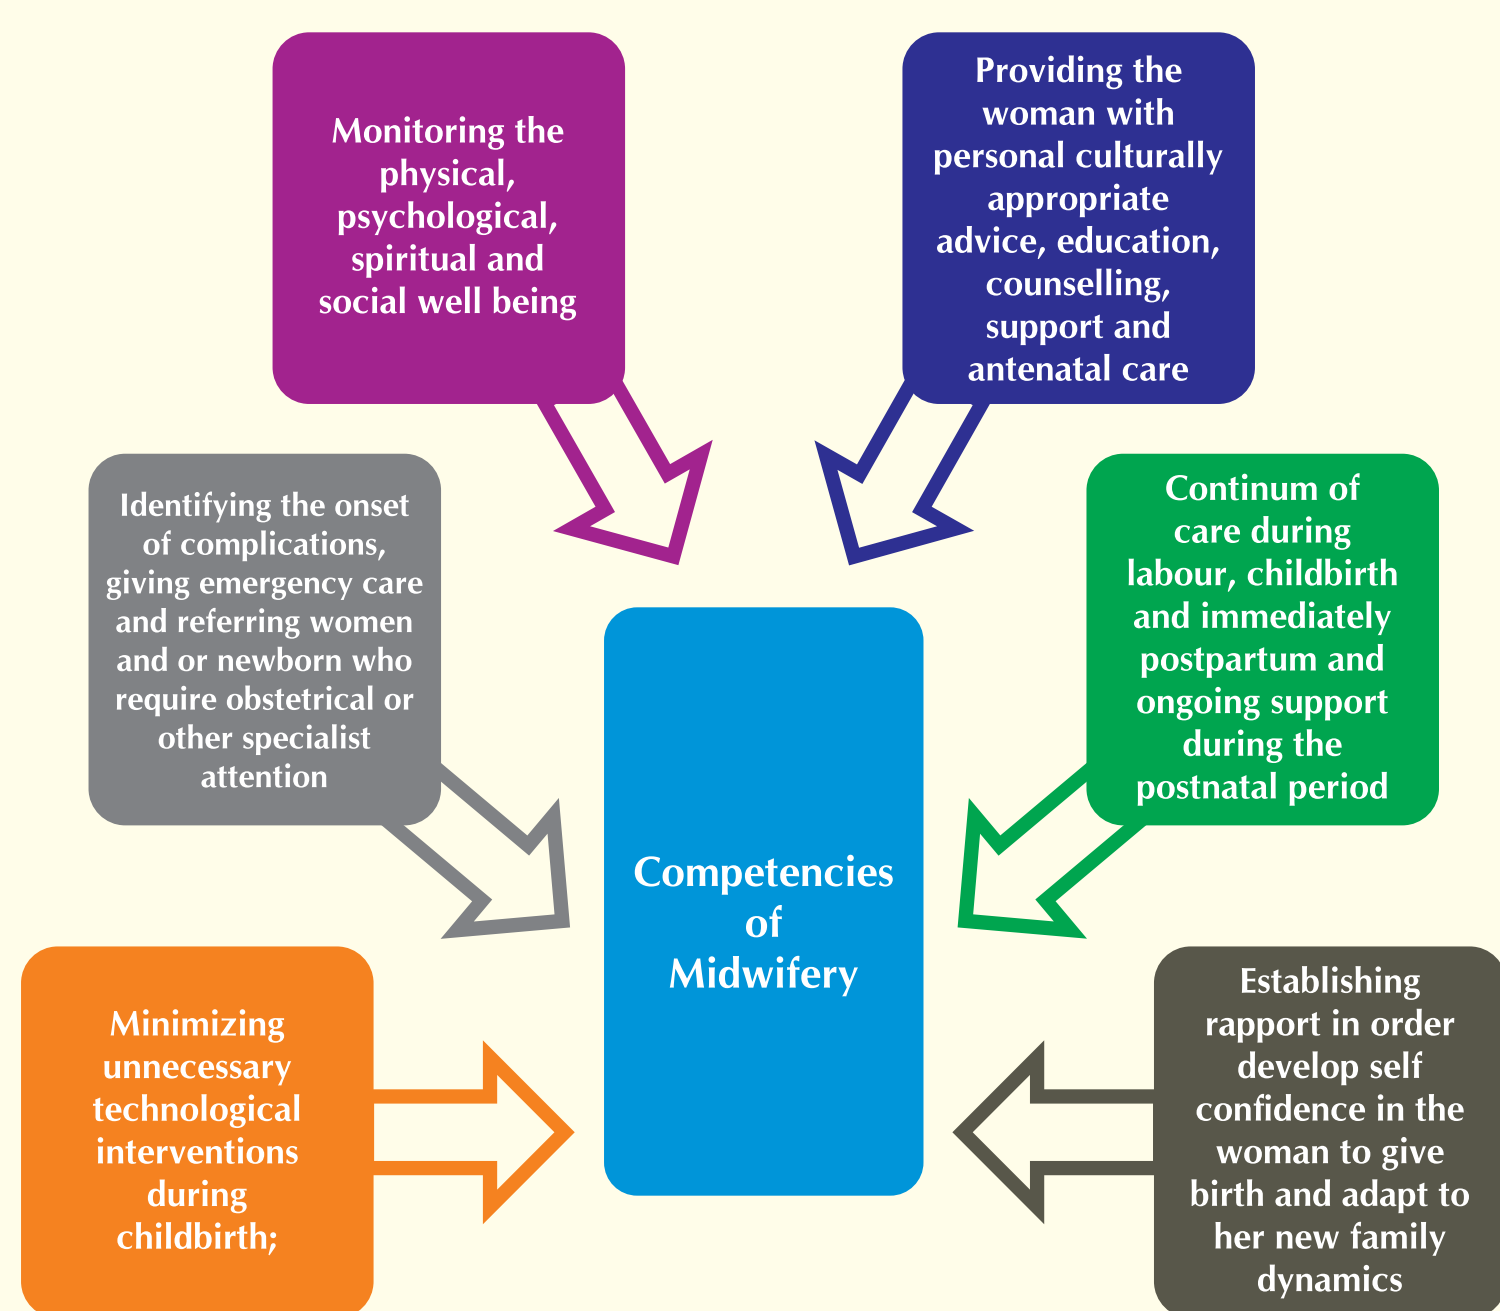 Monitoring the
physical,
psychological,
spiritual and
social well being
Providing the
woman with
personal culturally
appropriate
advice, education,
counselling,
support and
antenatal care
Identifying the onset
of complications,
giving emergency care
and referring women
and or newborn who
require obstetrical or
other specialist
attention
Continum of
care during
labour, childbirth
and immediately
postpartum and
ongoing support
during the
postnatal period
Competencies
of
Midwifery
Minimizing
unnecessary
technological
interventions
during
childbirth;
Establishing
rapport in order
develop self
confidence in the
woman to give
birth and adapt to
her new family
dynamics